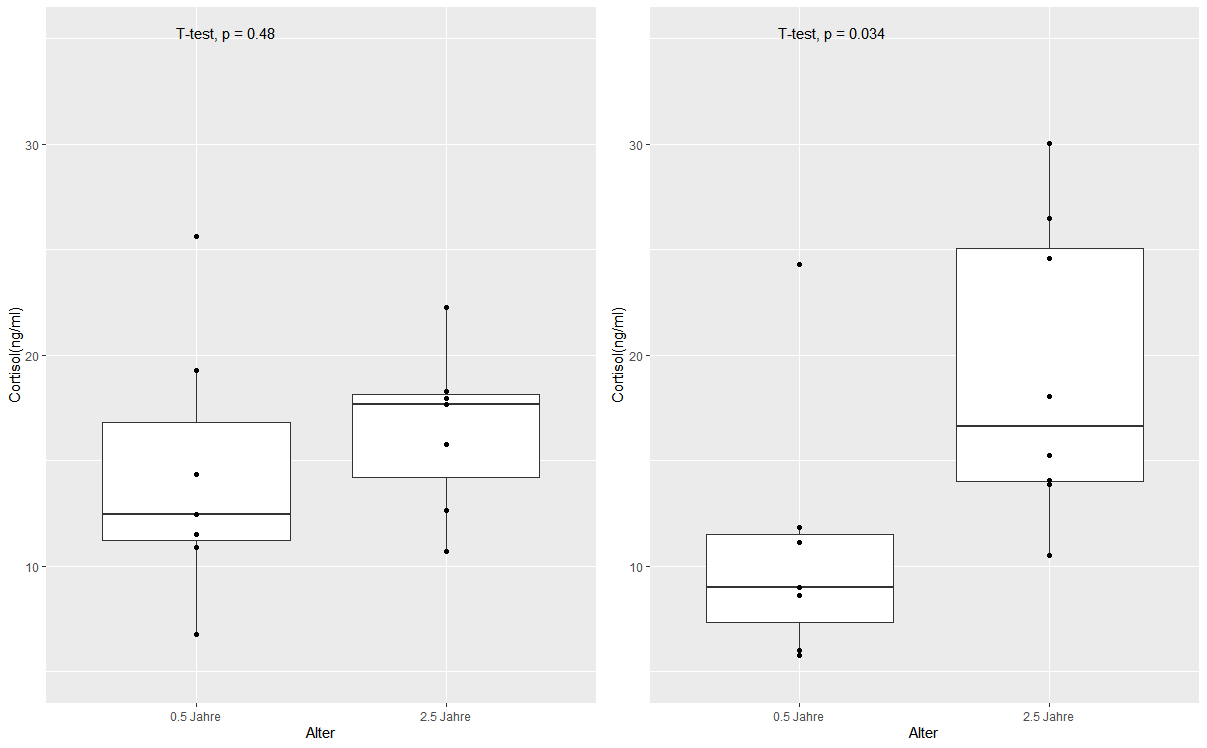 T-test, p = 0.48
Cortisol(ng/ml)
30
20
10
0.5 Jahre
2.5 Jahre
Alter
T-test, p = 0.034
Cortisol(ng/ml)
30
20
10
0.5 Jahre
2.5 Jahre
Alter